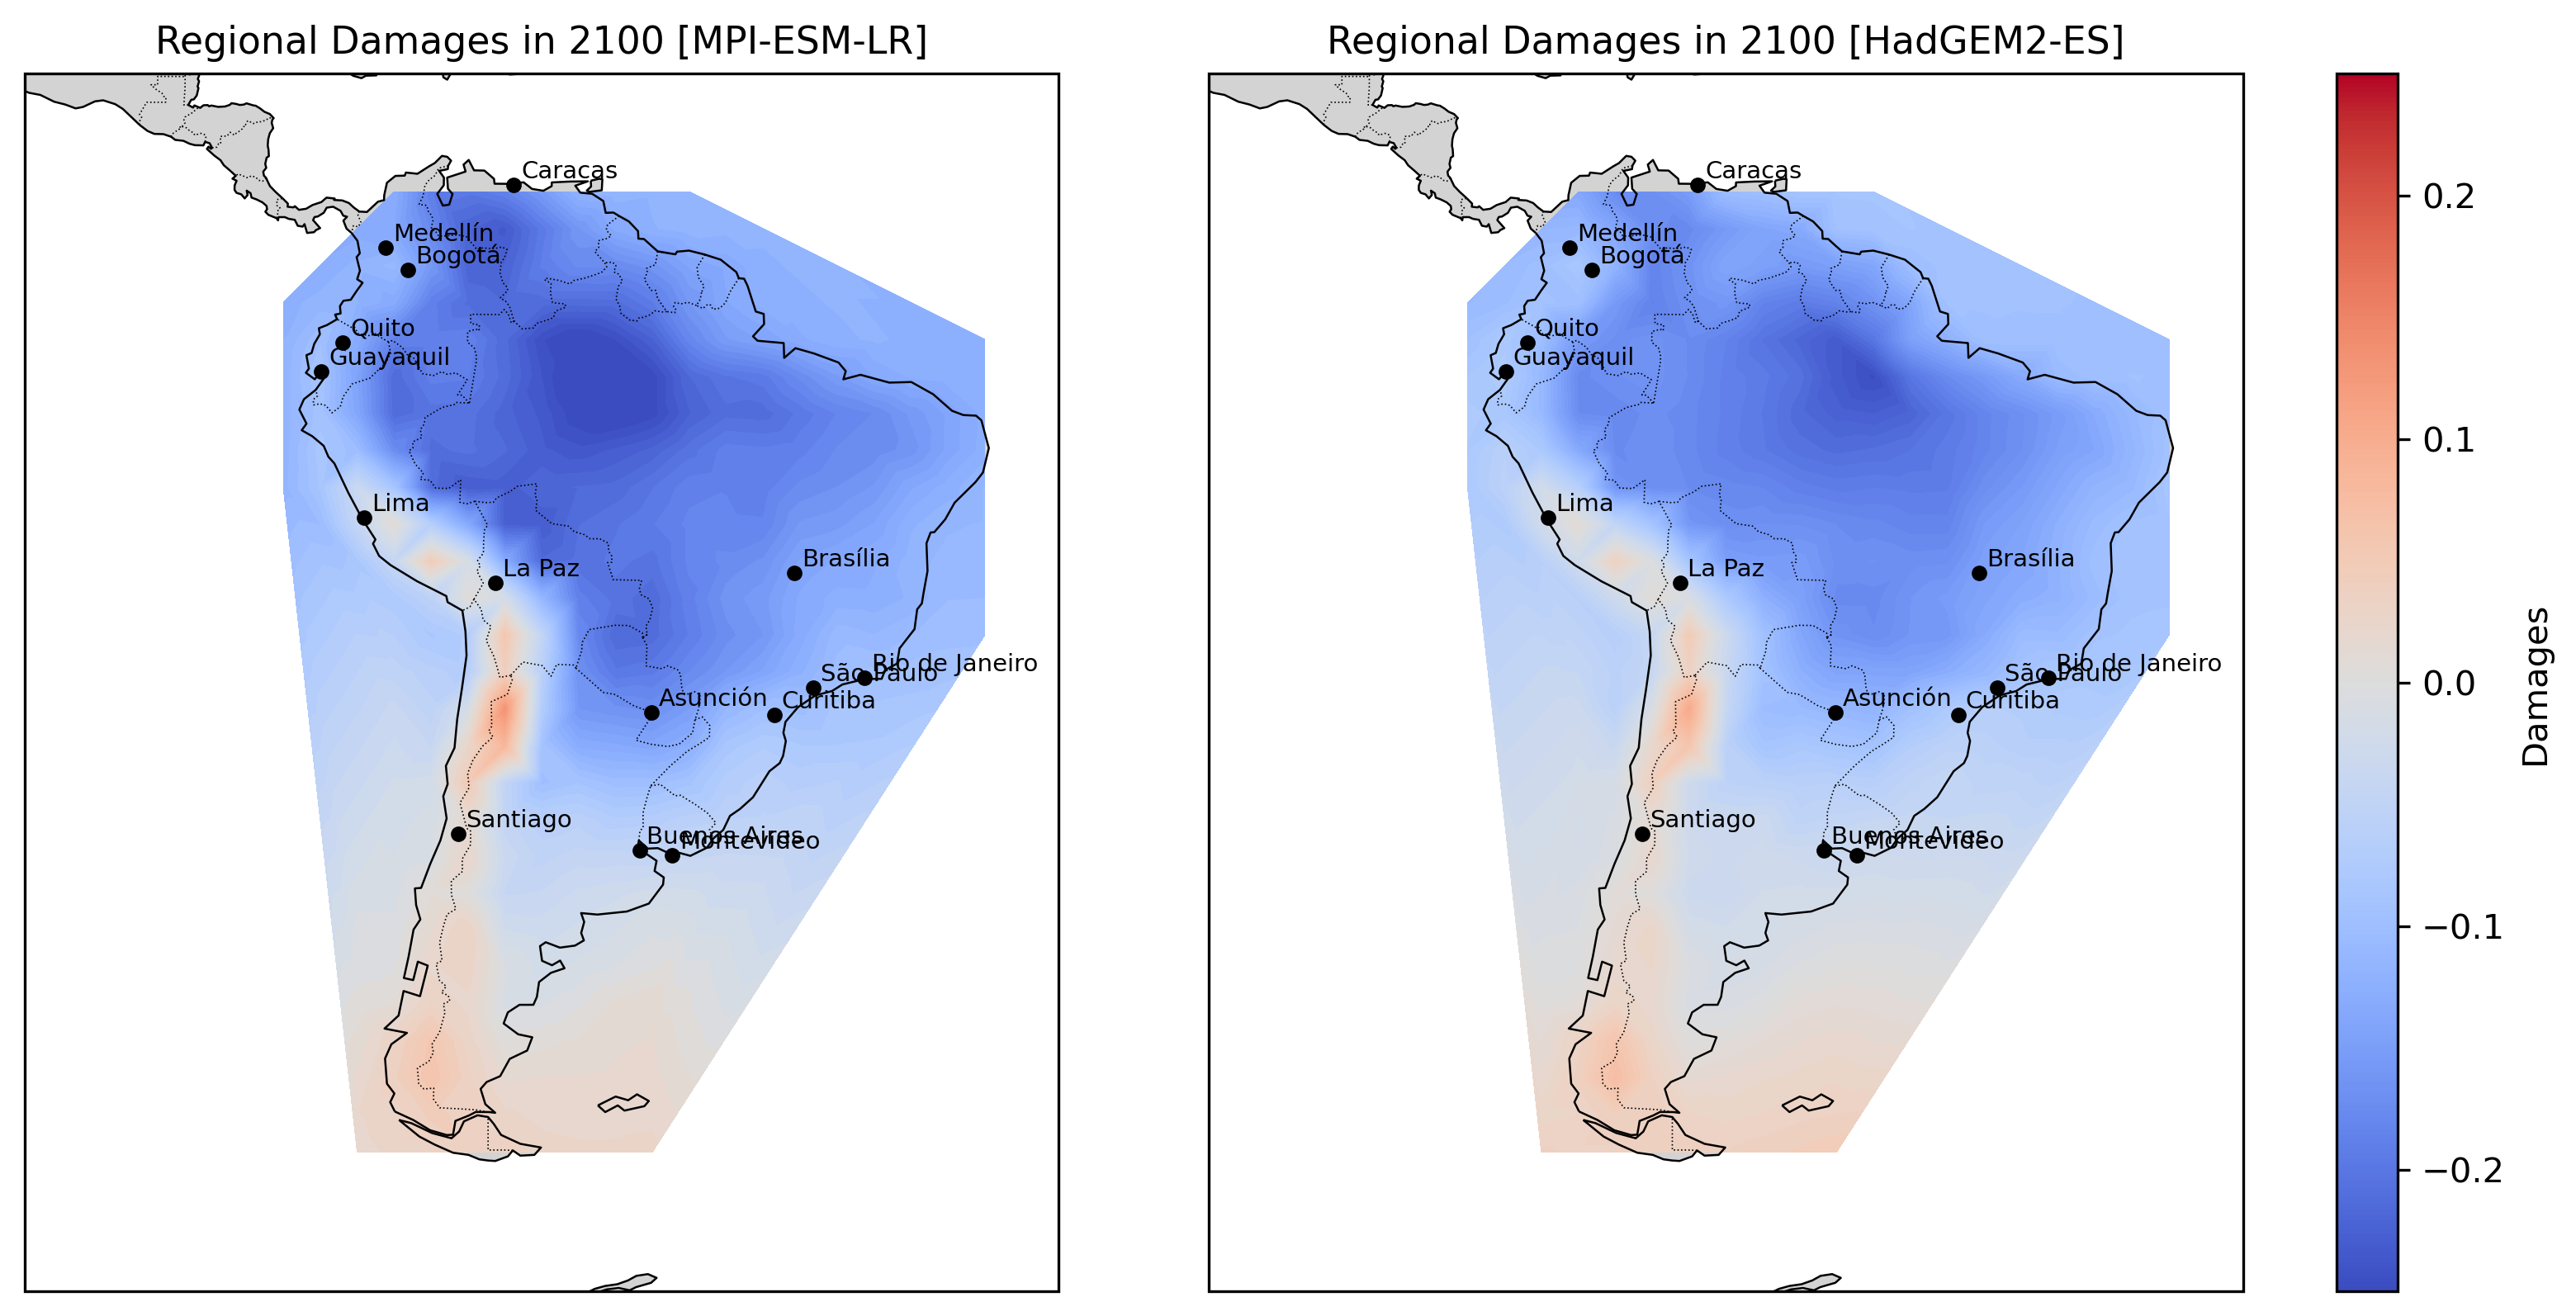 Regional Damages in 2100 [MPI-ESM-LR]
Caracas
Medellín
Bogotá
Quito
Guayaquil
Lima
La Paz
Brasília
Rio de Janeiro
São Paulo
Asunción
Curitiba
Santiago
Buenos Aires
Montevideo
Regional Damages in 2100 [HadGEM2-ES]
Caracas
Medellín
Bogotá
Quito
Guayaquil
Lima
La Paz
Brasília
Rio de Janeiro
São Paulo
Asunción
Curitiba
Santiago
Buenos Aires
Montevideo
0.2
0.1
0.0
−0.1
−0.2
Damages